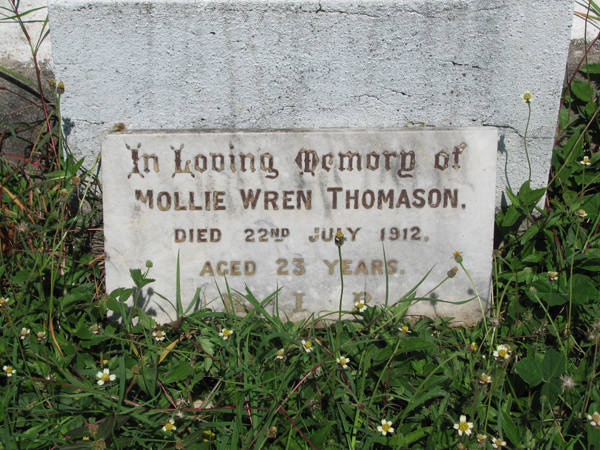 In Loving Memory of
MOLLIE WREN THOMASON.
DIED 22ND JULY 1912.
AGED 23 YEARS.
R. I. P.